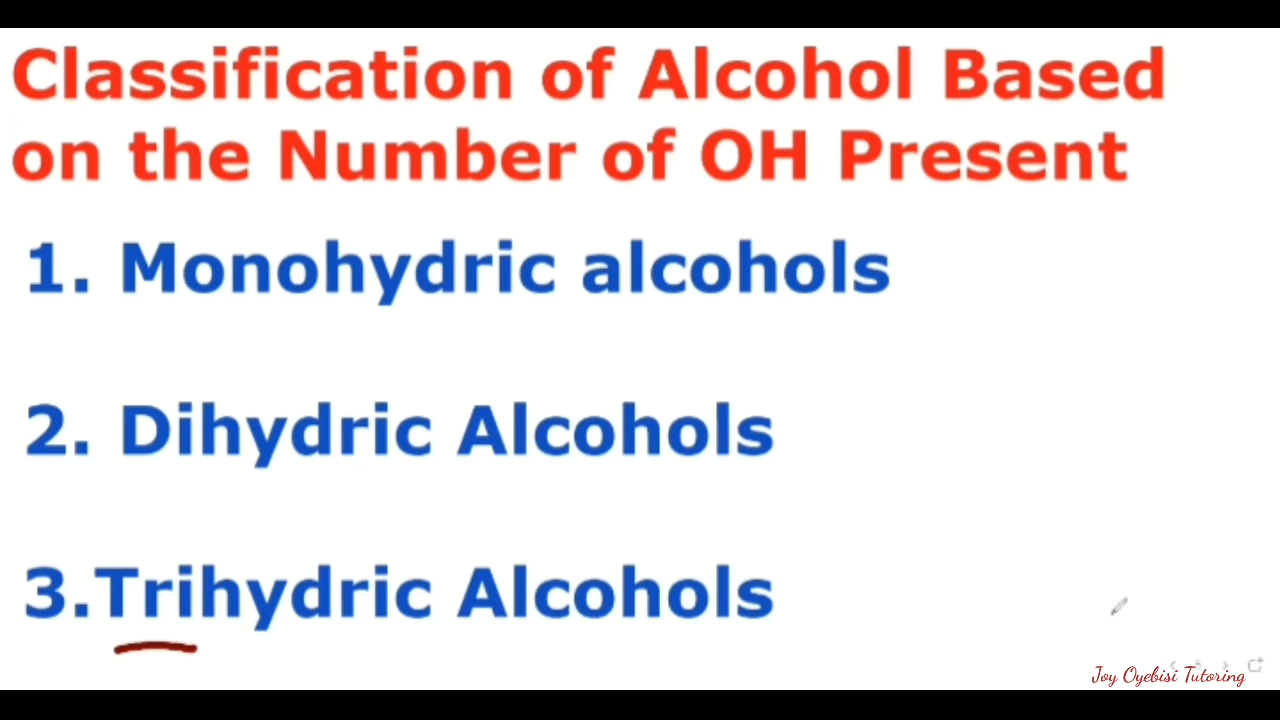 Classification of Alcohol Based
on the Number of OH Present
1. Monohydric alcohols
2. Dihydric Alcohols
3.Trihydric Alcohols
Joy Oyebisi Tutoring